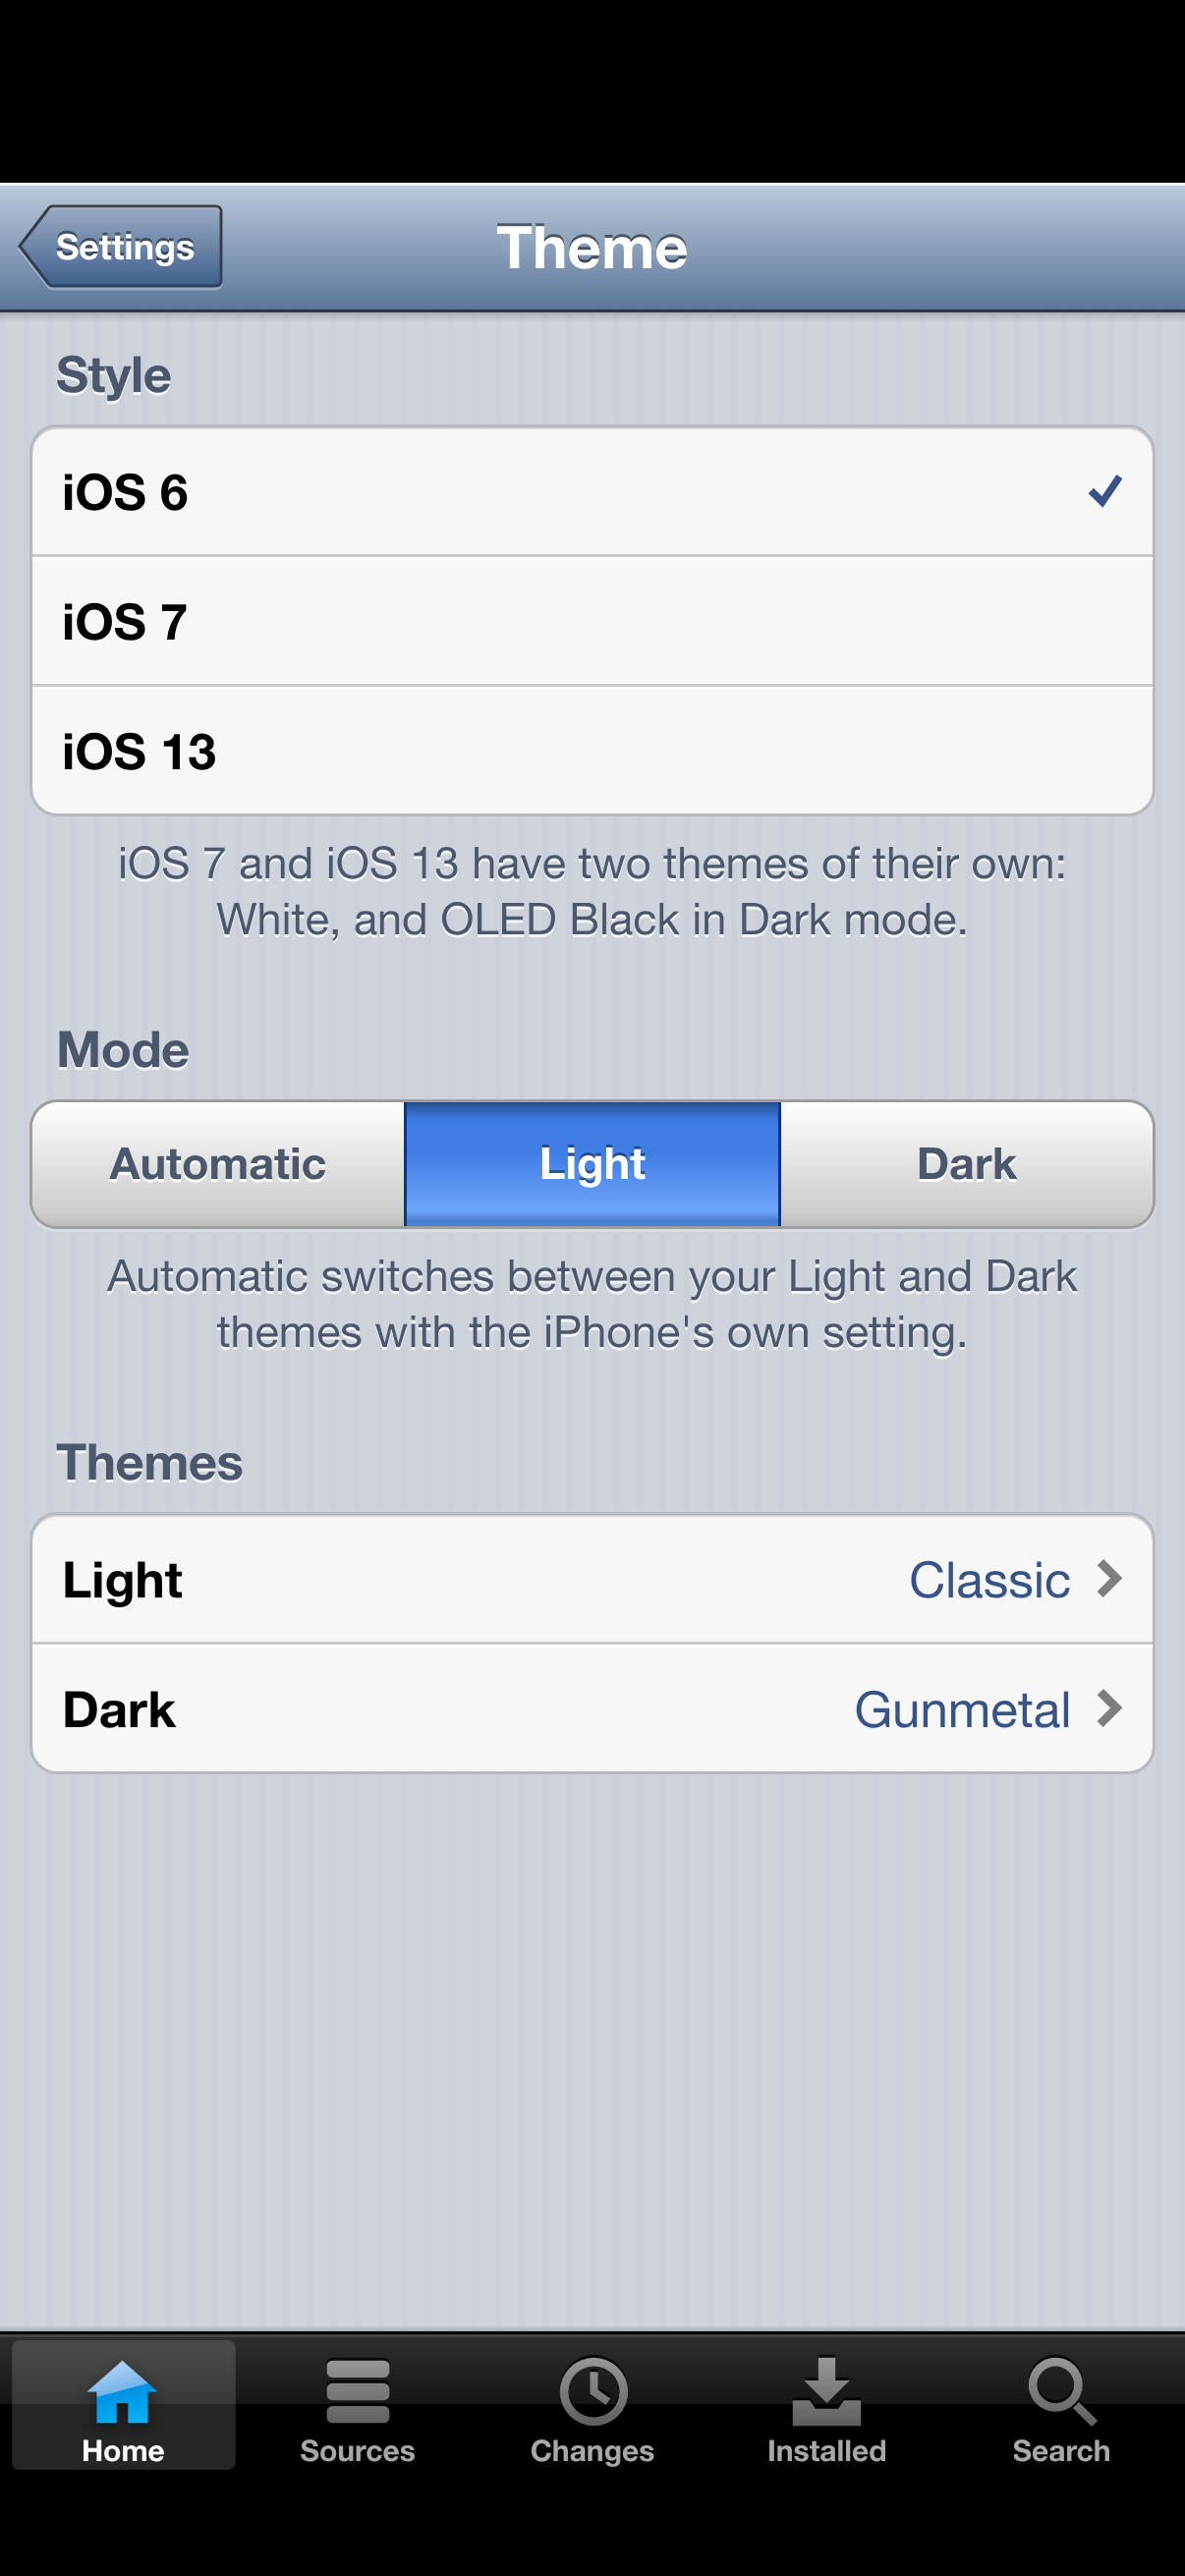 Settings
Theme
Style
iOS 6
iOS 7
iOS 13
iOS 7 and iOS 13 have two themes of their own:
White, and OLED Black in Dark mode.
Mode
Automatic
Light
Dark
Automatic switches between your Light and Dark
themes with the iPhone's own setting.
Themes
Light
Classic
Dark
Gunmetal
Home
Sources
Changes
Installed
Search